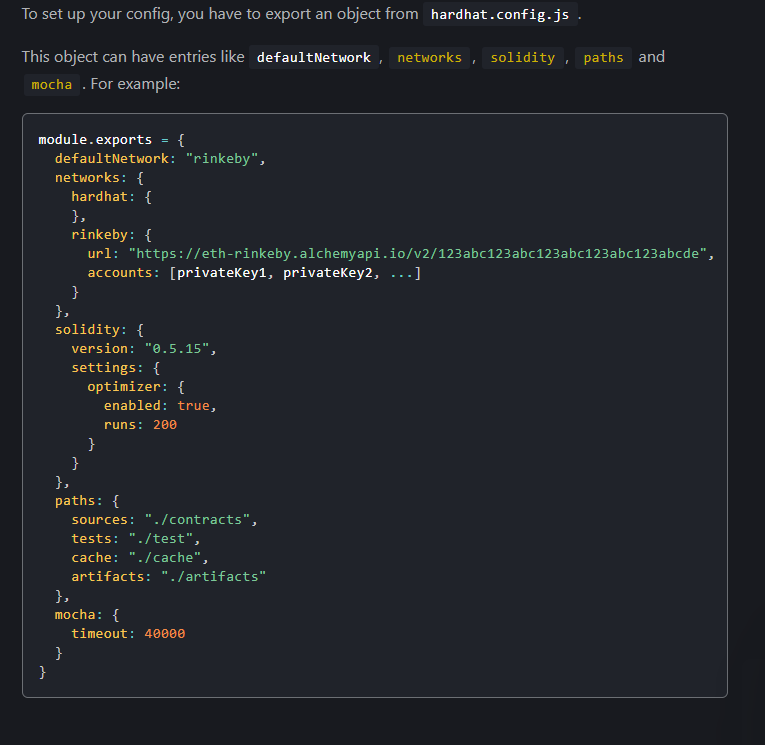 To set up your config, you have to export an object from hardhat.config.js .
This object can have entries like defaultNetwork , networks , solidity , paths and
mocha . For example:
module.exports = {
  defaultNetwork: "rinkeby",
  networks: {
    hardhat: {
    },
    rinkeby: {
      url: "https://eth-rinkeby.alchemyapi.io/v2/123abc123abc123abc123abc123abcde",
      accounts: [privateKey1, privateKey2, ...]
    }
  },
  solidity: {
    version: "0.5.15",
    settings: {
      optimizer: {
        enabled: true,
        runs: 200
      }
    }
  },
  paths: {
    sources: "./contracts",
    tests: "./test",
    cache: "./cache",
    artifacts: "./artifacts"
  },
  mocha: {
    timeout: 40000
  }
}